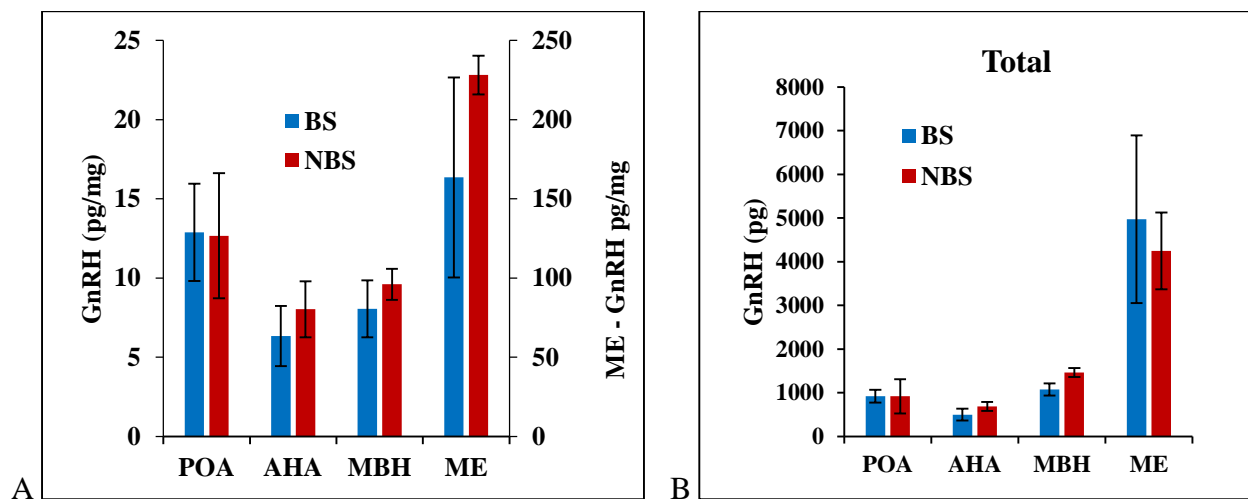 GnRH (pg/mg)
25
20
15
10
5
0
BS
NBS
250
200
150
100
50
0
ME - GnRH pg/mg
POA AHA MBH ME
A
Total
GnRH (pg)
8000
7000
6000
5000
4000
3000
2000
1000
0
BS
NBS
POA AHA MBH ME
B